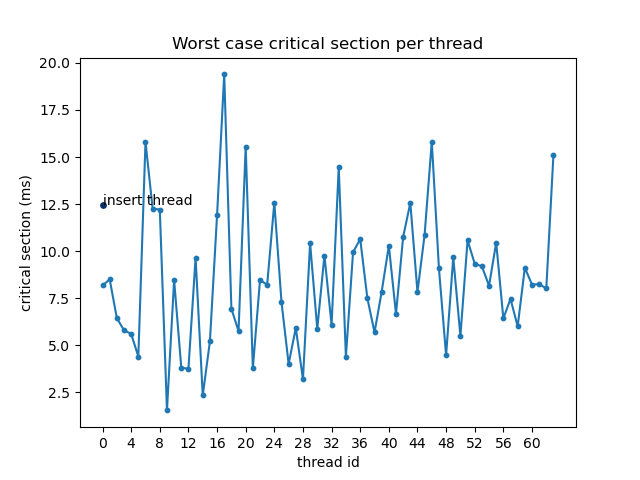 Worst case critical section per thread
20.0
17.5
15.0
12.5
10.0
7.5
5.0
2.5
critical section (ms)
insert thread
0 4 8 12 16 20 24 28 32 36 40 44 48 52 56 60
thread id